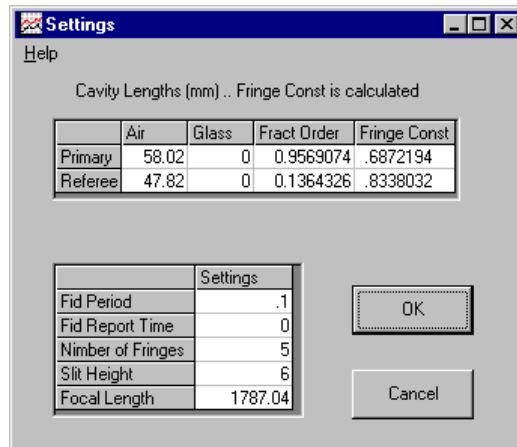 Settings
Help
Cavity Lengths (mm) .. Fringe Const is calculated
Air Glass Fract Order Fringe Const
Primary 58.02 0 0.9569074 .6872194
Referee 47.82 0 0.1364326 .8338032
Settings
Fid Period .1
Fid Report Time 0
Nimber of Fringes 5
Slit Height 6
Focal Length 1787.04
OK
Cancel